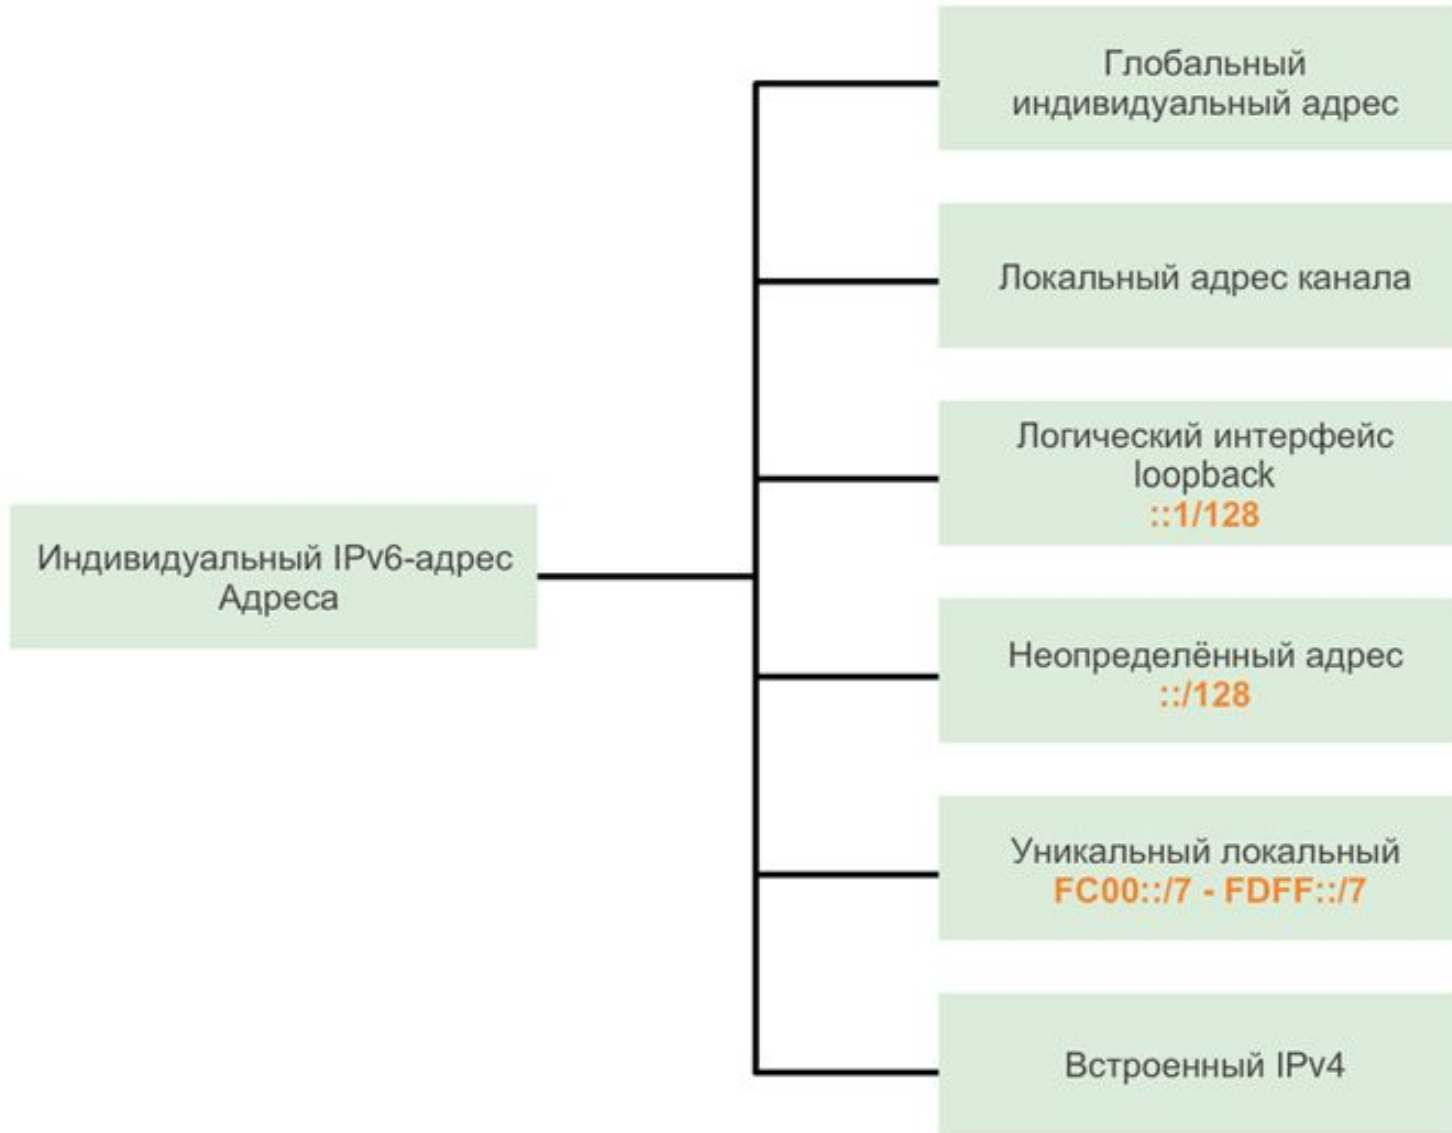 Глобальный
индивидуальный адрес
Локальный адрес канала
Логический интерфейс
loopback
::1/128
Индивидуальный IPv6-адрес
Адреса
Неопределённый адрес
::/128
Уникальный локальный
FC00::/7 - FDFF::/7
Встроенный IPv4